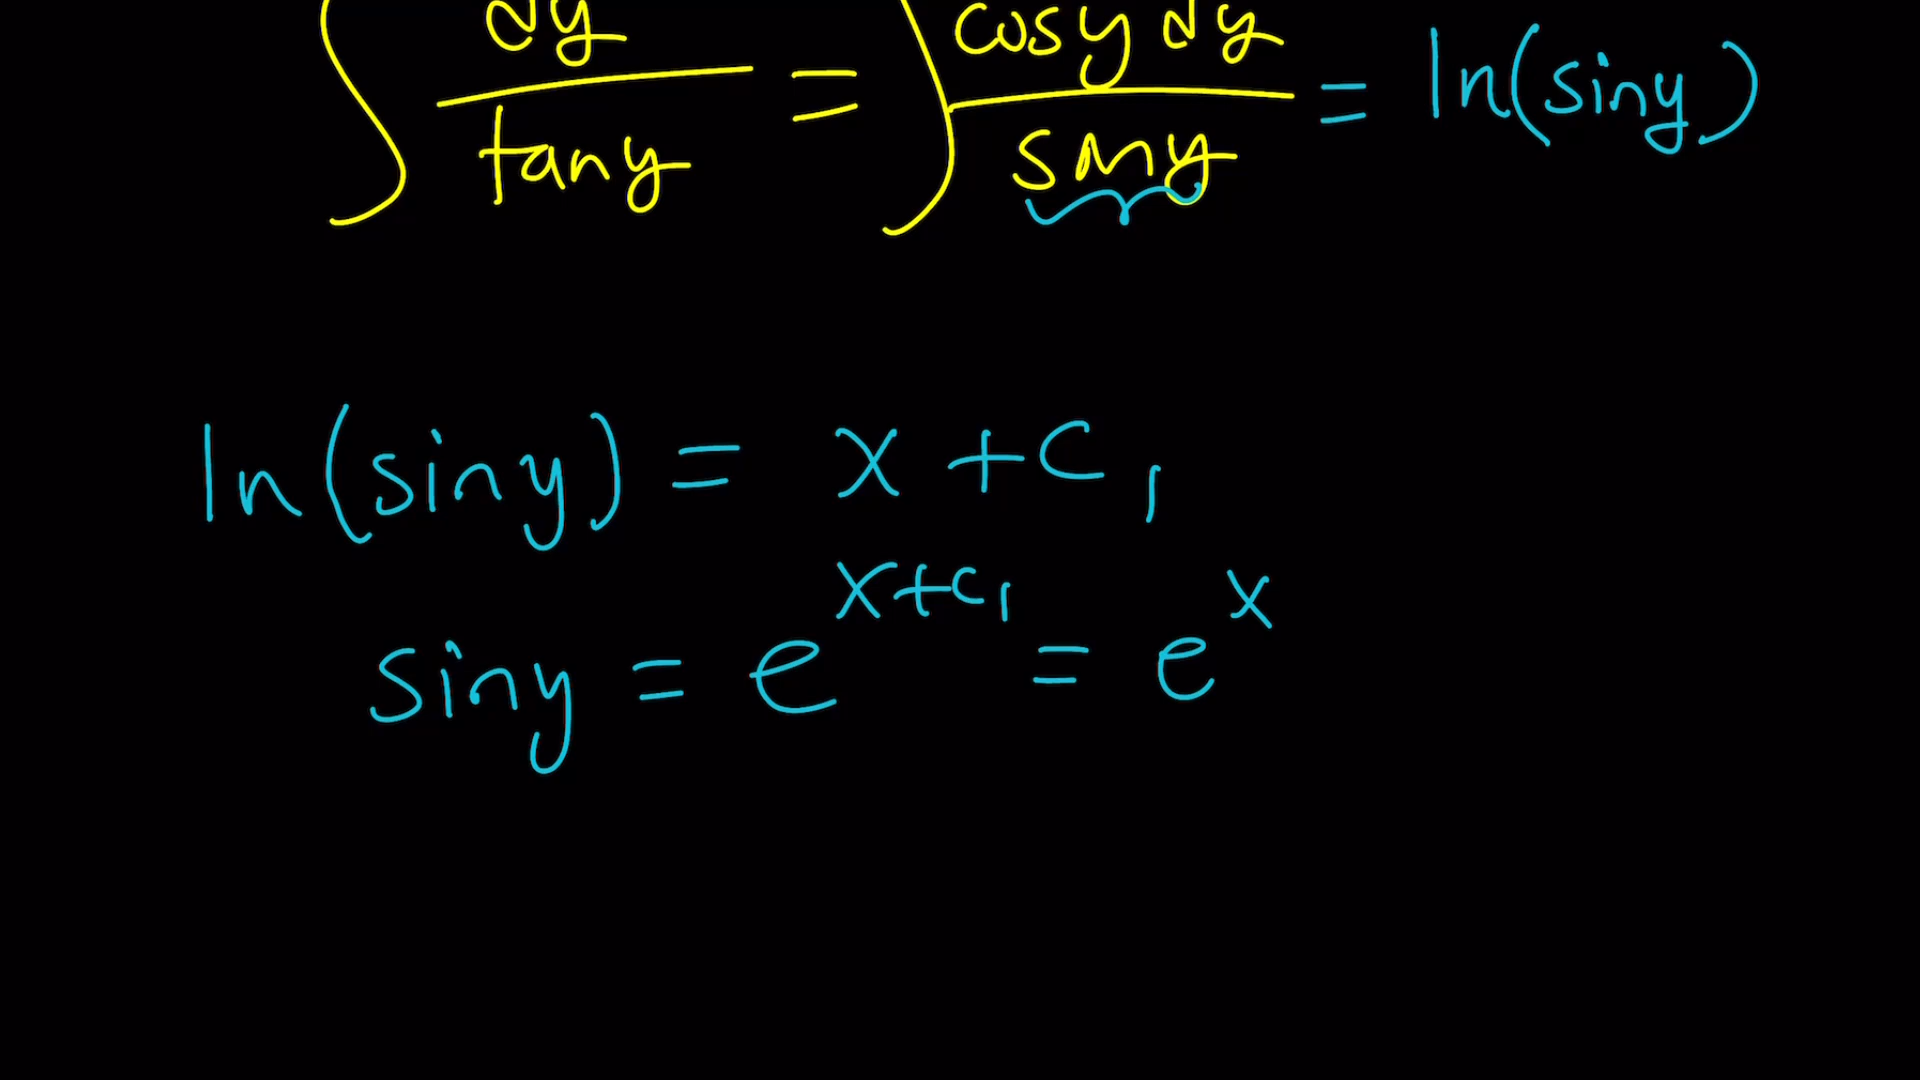 ∫ dy/tany = ∫ cosy dy/siny = ln(siny)
ln(siny) = x + c₁
siny = e^(x+c₁) = e^x